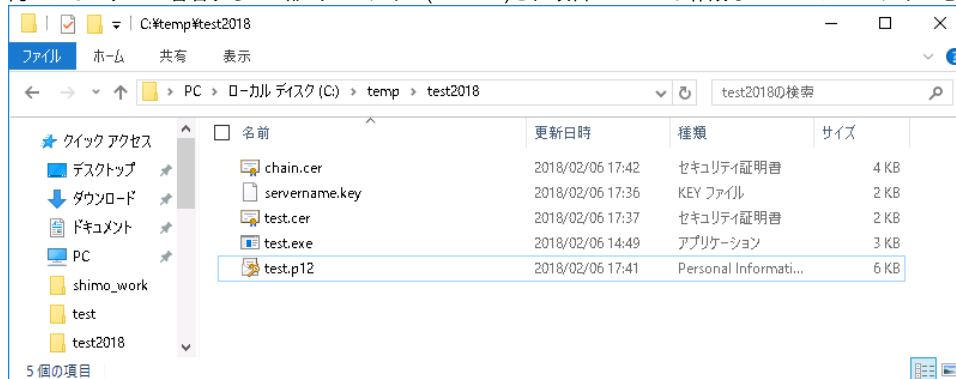 C:¥temp¥test2018
ファイル ホーム 共有 表示
PC > ローカル ディスク (C:) > temp > test2018
test2018の検索
名前 更新日時 種類 サイズ
クイック アクセス
デスクトップ
ダウンロード
ドキュメント
PC
shimo_work
test
test2018
chain.cer 2018/02/06 17:42 セキュリティ証明書 4 KB
servername.key 2018/02/06 17:36 KEY ファイル 2 KB
test.cer 2018/02/06 17:37 セキュリティ証明書 2 KB
test.exe 2018/02/06 14:49 アプリケーション 3 KB
test.p12 2018/02/06 17:41 Personal Informati... 6 KB
5 個の項目